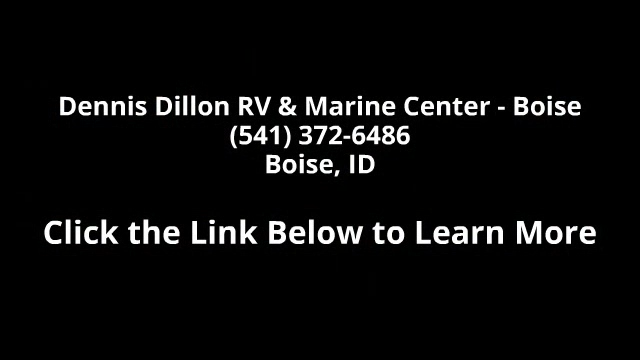 Dennis Dillon RV & Marine Center - Boise
(541) 372-6486
Boise, ID
Click the Link Below to Learn More